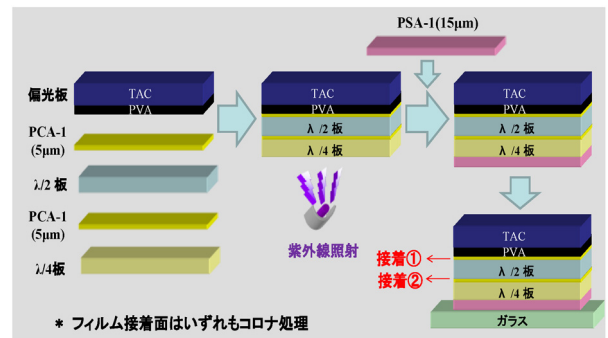 PSA-1(15μm)
偏光板
TAC
PVA
PCA-1
(5μm)
λ/2 板
PCA-1
(5μm)
λ/4板
TAC
PVA
λ /2 板
λ /4 板
紫外線照射
TAC
PVA
λ /2 板
λ /4 板
接着①
接着②
TAC
PVA
λ /2 板
λ /4 板
ガラス
* フィルム接着面はいずれもコロナ処理